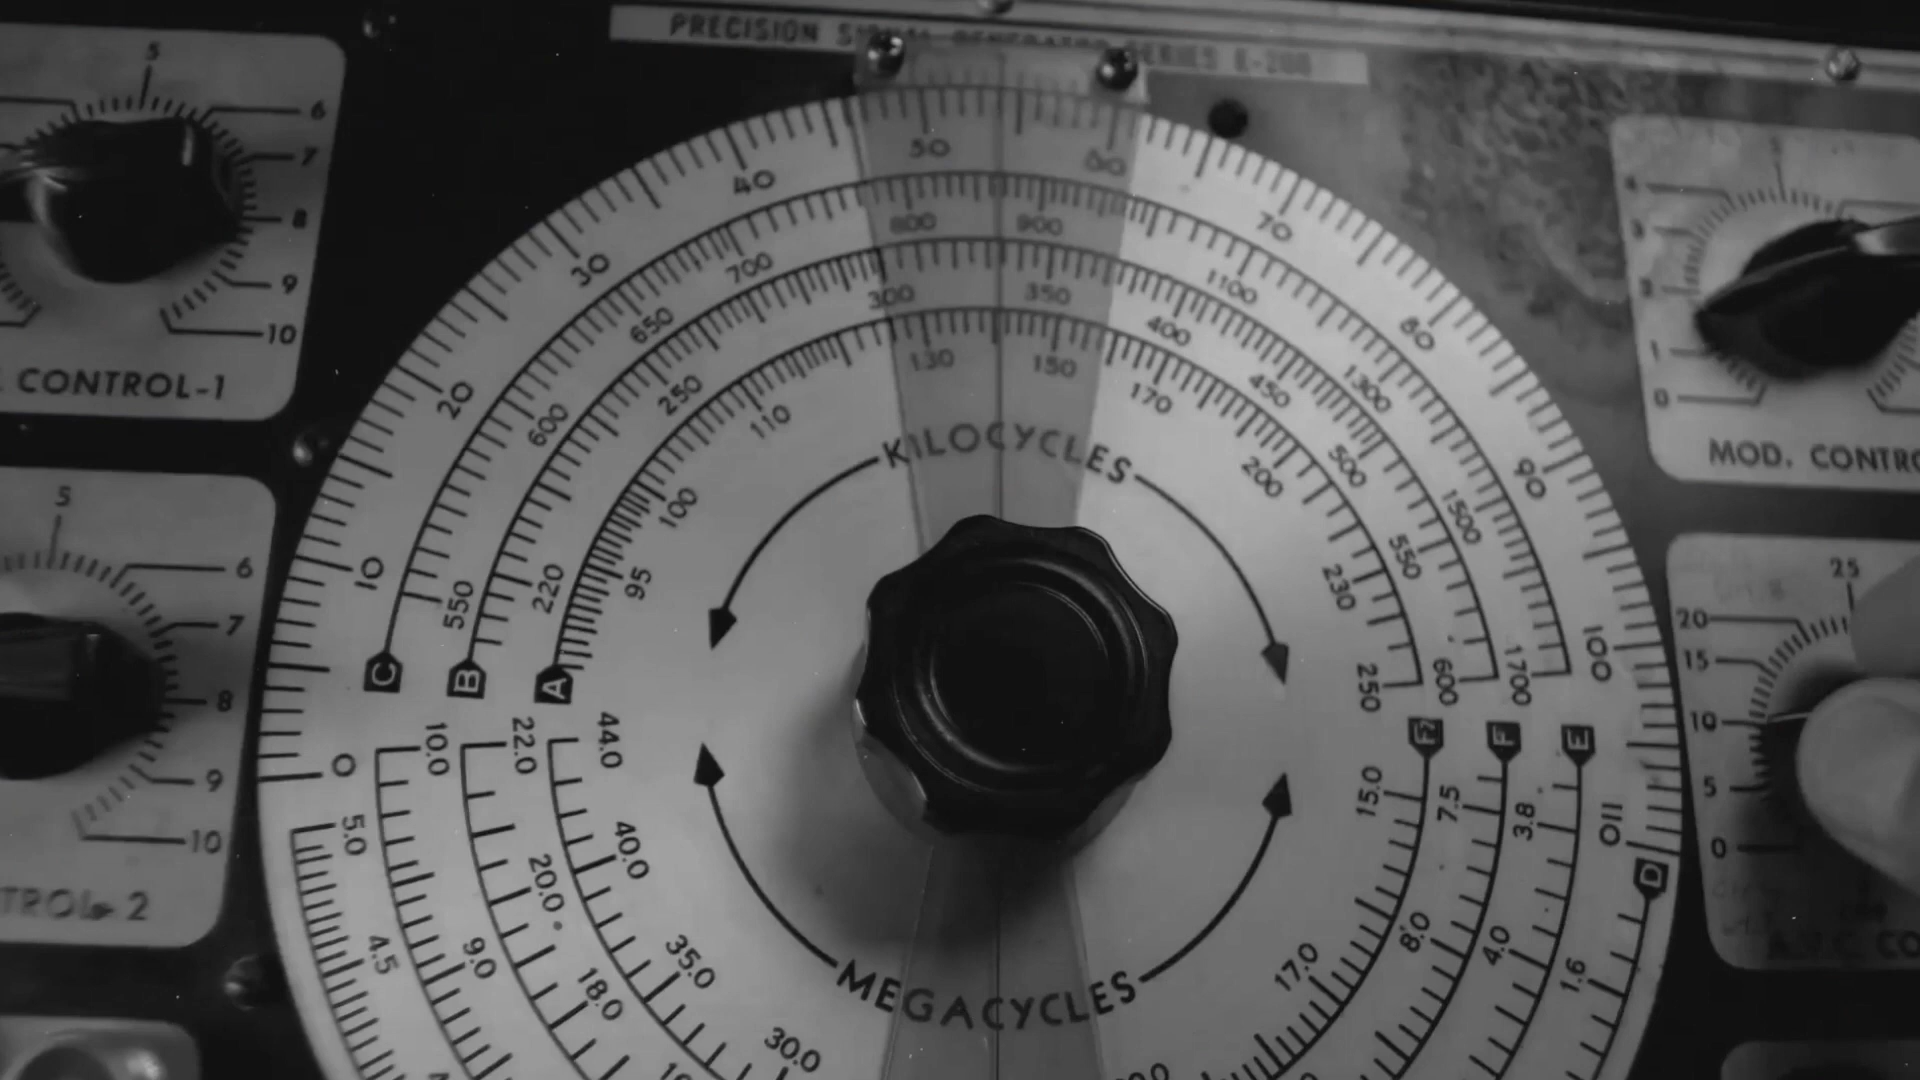 PRECISION SIGNAL GENERATOR SERIES E-200
5
6
7
8
9
10
CONTROL-1
5
6
7
8
9
10
TROL- 2
0 10 20 30 40 50 60 70 80 90 100 110
C 550 600 650 700 800 900 1100 1300 1500 1700
B 220 250 300 350 400 450 500 550 600
A 95 100 110 130 150 170 200 230 250
KILOCYCLES
MEGACYCLES
44.0 40.0 35.0 30.0
22.0 20.0 18.0
10.0 9.0
5.0 4.5
15.0 17.0
F 7.5 8.0
E 3.8 4.0
D 1.6
4
3
2
1
0
MOD. CONTRO
25
20
15
10
5
0